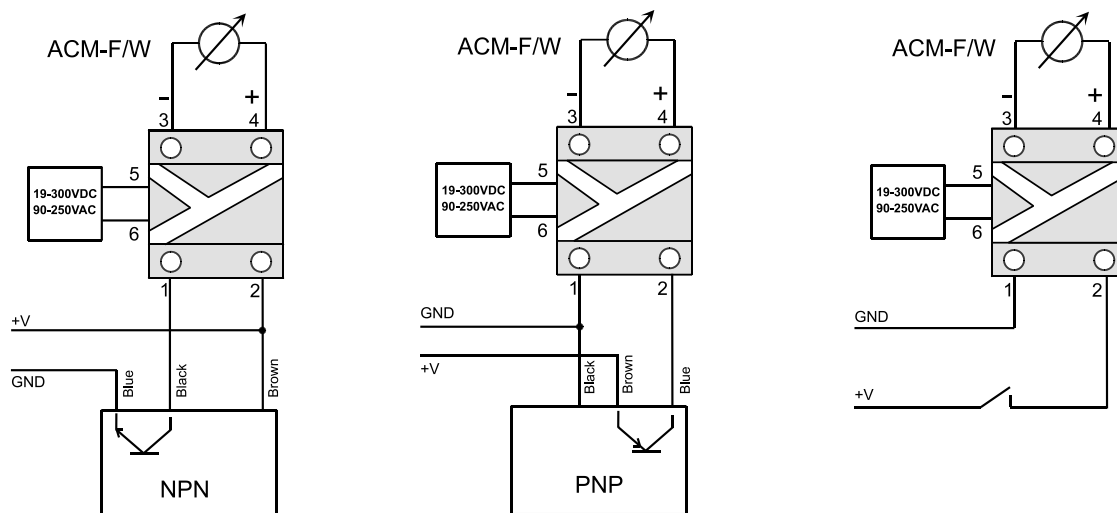 ACM-F/W
-
+
3
4
5
19-300VDC
90-250VAC
6
1
2
+V
GND
Blue
Black
Brown
NPN
ACM-F/W
-
+
3
4
5
19-300VDC
90-250VAC
6
1
2
GND
+V
Black
Brown
Blue
PNP
ACM-F/W
-
+
3
4
5
19-300VDC
90-250VAC
6
1
2
GND
+V